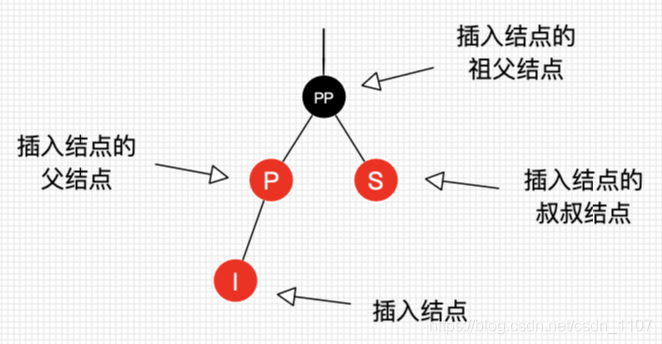 插入结点的
祖父结点
PP
插入结点的
父结点
P
S
插入结点的
叔叔结点
I
插入结点
https://blog.csdn.net/csdn_1107